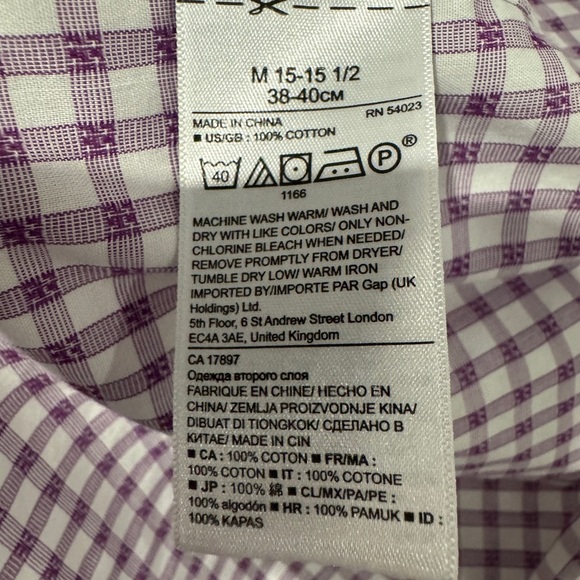 M 15-15 1/2
38-40CM
RN 54023
MADE IN CHINA
■ US/GB : 100% COTTON
40 P®
1166
MACHINE WASH WARM/ WASH AND
DRY WITH LIKE COLORS/ ONLY NON-
CHLORINE BLEACH WHEN NEEDED/
REMOVE PROMPTLY FROM DRYER/
TUMBLE DRY LOW/ WARM IRON
IMPORTED BY/IMPORTE PAR Gap (UK
Holdings) Ltd.
5th Floor, 6 St Andrew Street London
EC4A 3AE, United Kingdom
CA 17897
Одежда второго слоя
FABRIQUE EN CHINE/ HECHO EN
CHINA/ ZEMLJA PROIZVODNJE KINA/
DIBUAT DI TIONGKOK/ СДЕЛАНО В
КИТАЕ/ MADE IN CIN
■ CA : 100% COTTON ■ FR/MA :
100% COTON ■ IT : 100% COTONE
■ JP : 100% 綿 ■ CL/MX/PA/PE :
100% algodón ■ HR : 100% PAMUK ■ ID :
100% KAPAS